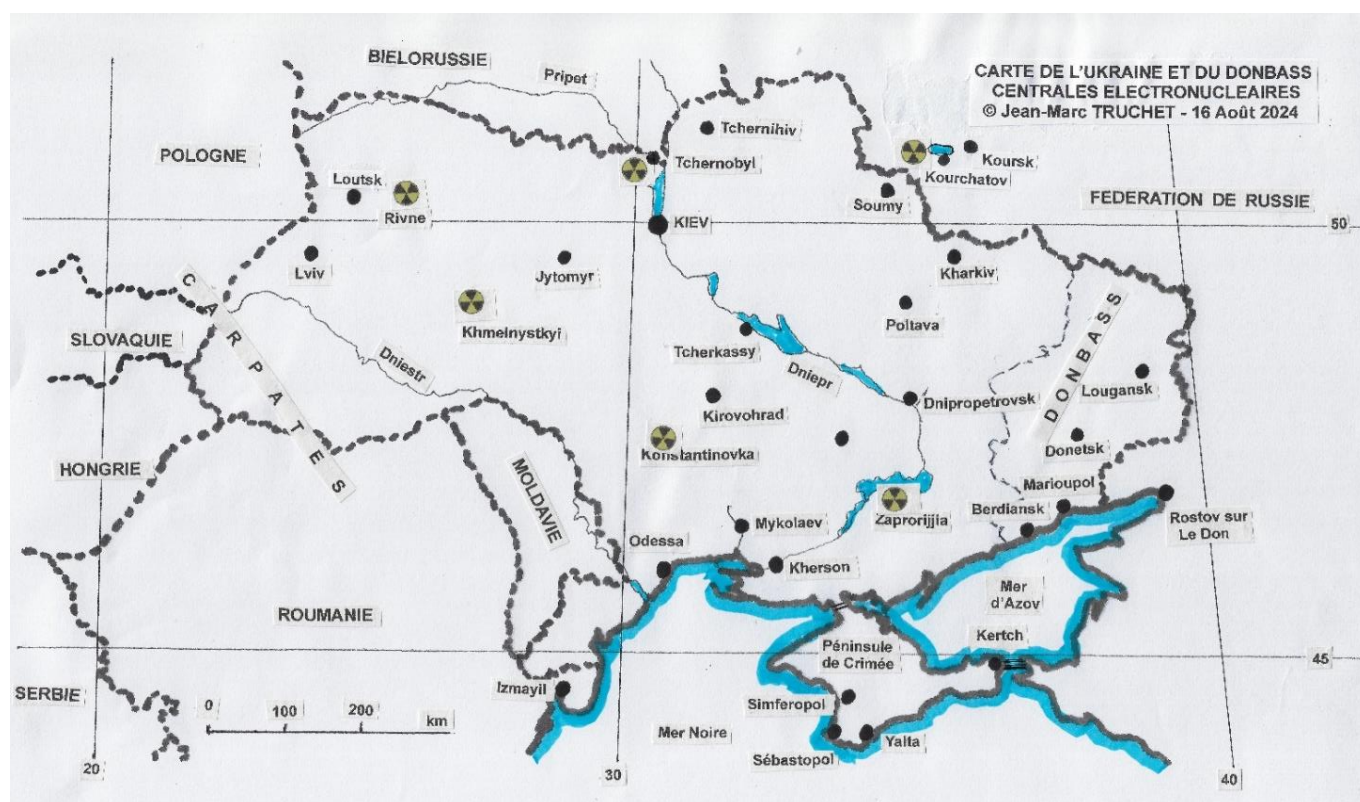 CARTE DE L'UKRAINE ET DU DONBASS
CENTRALES ELECTRONUCLEAIRES
© Jean-Marc TRUCHET - 16 Août 2024
BIELORUSSIE
Pripet
POLOGNE
Tchernihiv
Tchernobyl
Koursk
Kourchatov
Loutsk
Rivne
Soumy
FEDERATION DE RUSSIE
KIEV
50
Lviv
Jytomyr
Kharkiv
CARPATES
Khmelnystkyi
Poltava
SLOVAQUIE
Dniestr
Tcherkassy
Dniepr
DONBASS
Lougansk
Kirovohrad
Dnipropetrovsk
Donetsk
HONGRIE
Konstantinovka
MOLDAVIE
Marioupol
Berdiansk
Zaprorijjia
Rostov sur
Le Don
Mykolaev
Odessa
Kherson
Mer
d'Azov
ROUMANIE
Kertch
Péninsule
de Crimée
45
SERBIE
Izmayil
Simferopol
0 100 200
km
Mer Noire
Yalta
Sébastopol
20
30
40